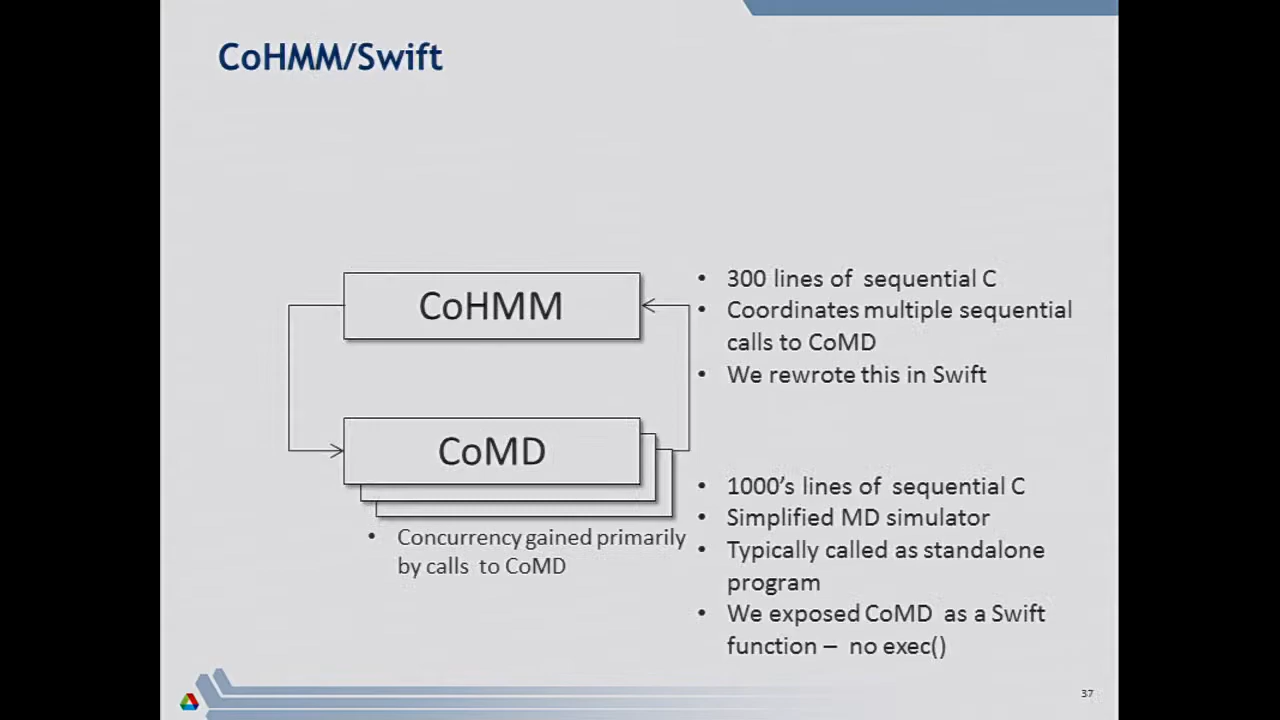 CoHMM/Swift
CoHMM
• 300 lines of sequential C
• Coordinates multiple sequential
calls to CoMD
• We rewrote this in Swift
CoMD
• Concurrency gained primarily
by calls to CoMD
• 1000's lines of sequential C
• Simplified MD simulator
• Typically called as standalone
program
• We exposed CoMD as a Swift
function – no exec()
37